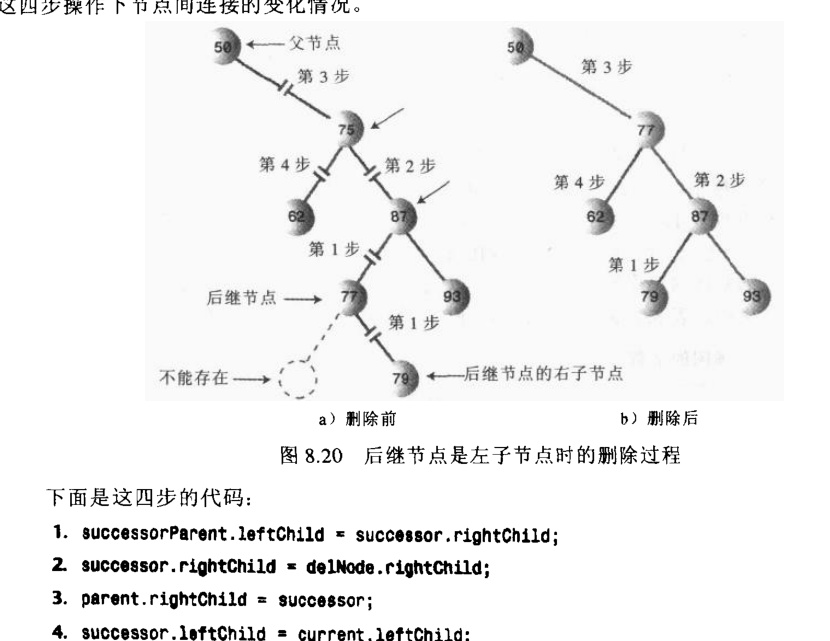 这四步操作下节点间连接的变化情况。
50 父节点 50
第3步 第3步
75 77
第4步 第2步 第4步 第2步
62 87 62 87
第1步 第1步
后继节点 77 93 79 93
第1步
不能存在 79 后继节点的右子节点
a）删除前 b）删除后
图 8.20 后继节点是左子节点时的删除过程
下面是这四步的代码：
1. successorParent.leftChild = successor.rightChild;
2. successor.rightChild = delNode.rightChild;
3. parent.rightChild = successor;
4. successor.leftChild = current.leftChild;